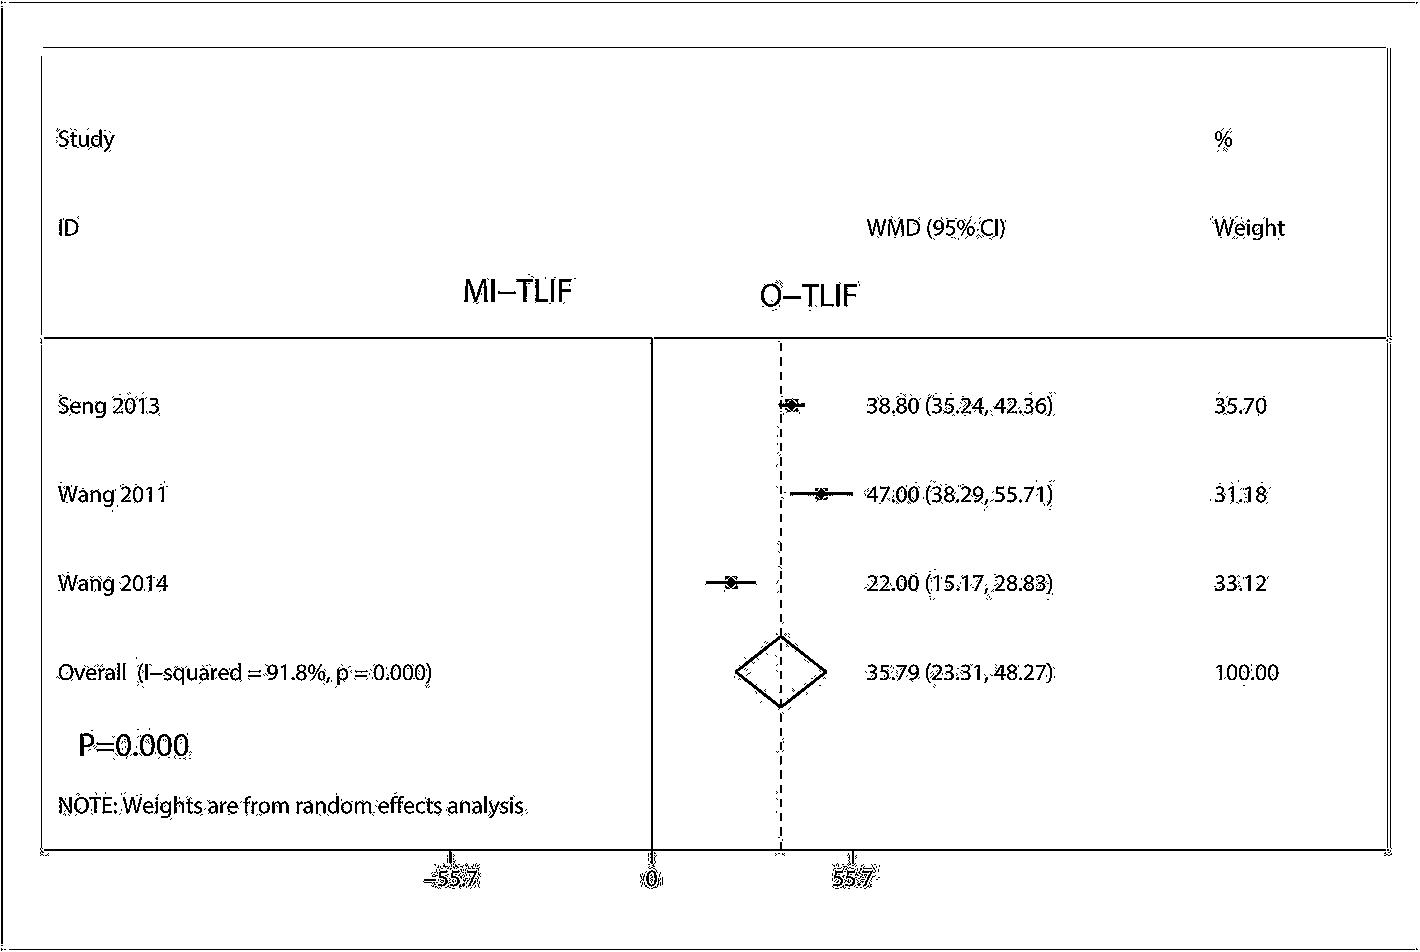 Study %
ID WMD (95% CI) Weight
MI–TLIF O–TLIF
Seng 2013 38.80 (35.24, 42.36) 35.70
Wang 2011 47.00 (38.29, 55.71) 31.18
Wang 2014 22.00 (15.17, 28.83) 33.12
Overall (I–squared = 91.8%, p = 0.000) 35.79 (23.31, 48.27) 100.00
P=0.000
NOTE: Weights are from random effects analysis
–55.7 0 55.7